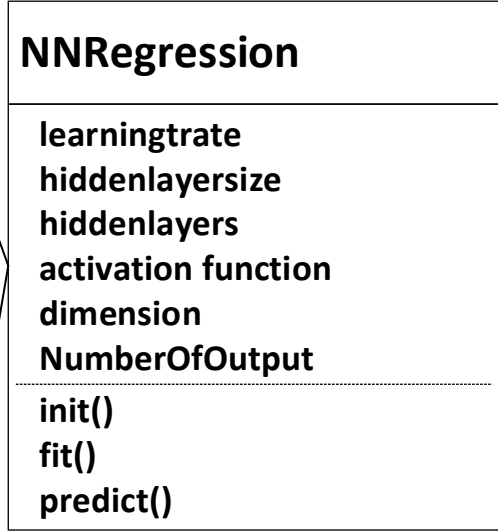 NNRegression
learningtrate
hiddenlayersize
hiddenlayers
activation function
dimension
NumberOfOutput
init()
fit()
predict()